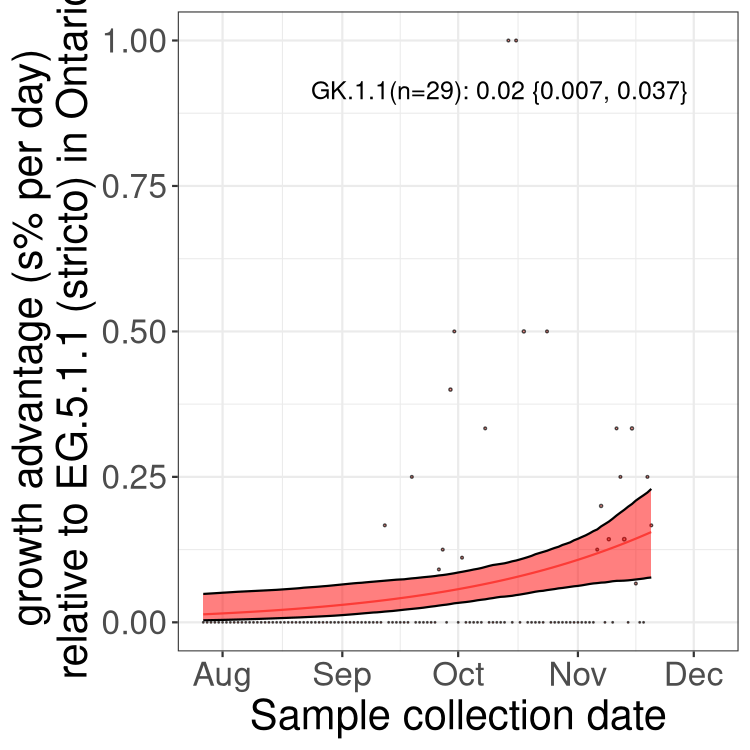 growth advantage (s% per day)
relative to EG.5.1.1 (stricto) in Ontario
1.00
0.75
0.50
0.25
0.00
GK.1.1(n=29): 0.02 {0.007, 0.037}
Aug Sep Oct Nov Dec
Sample collection date